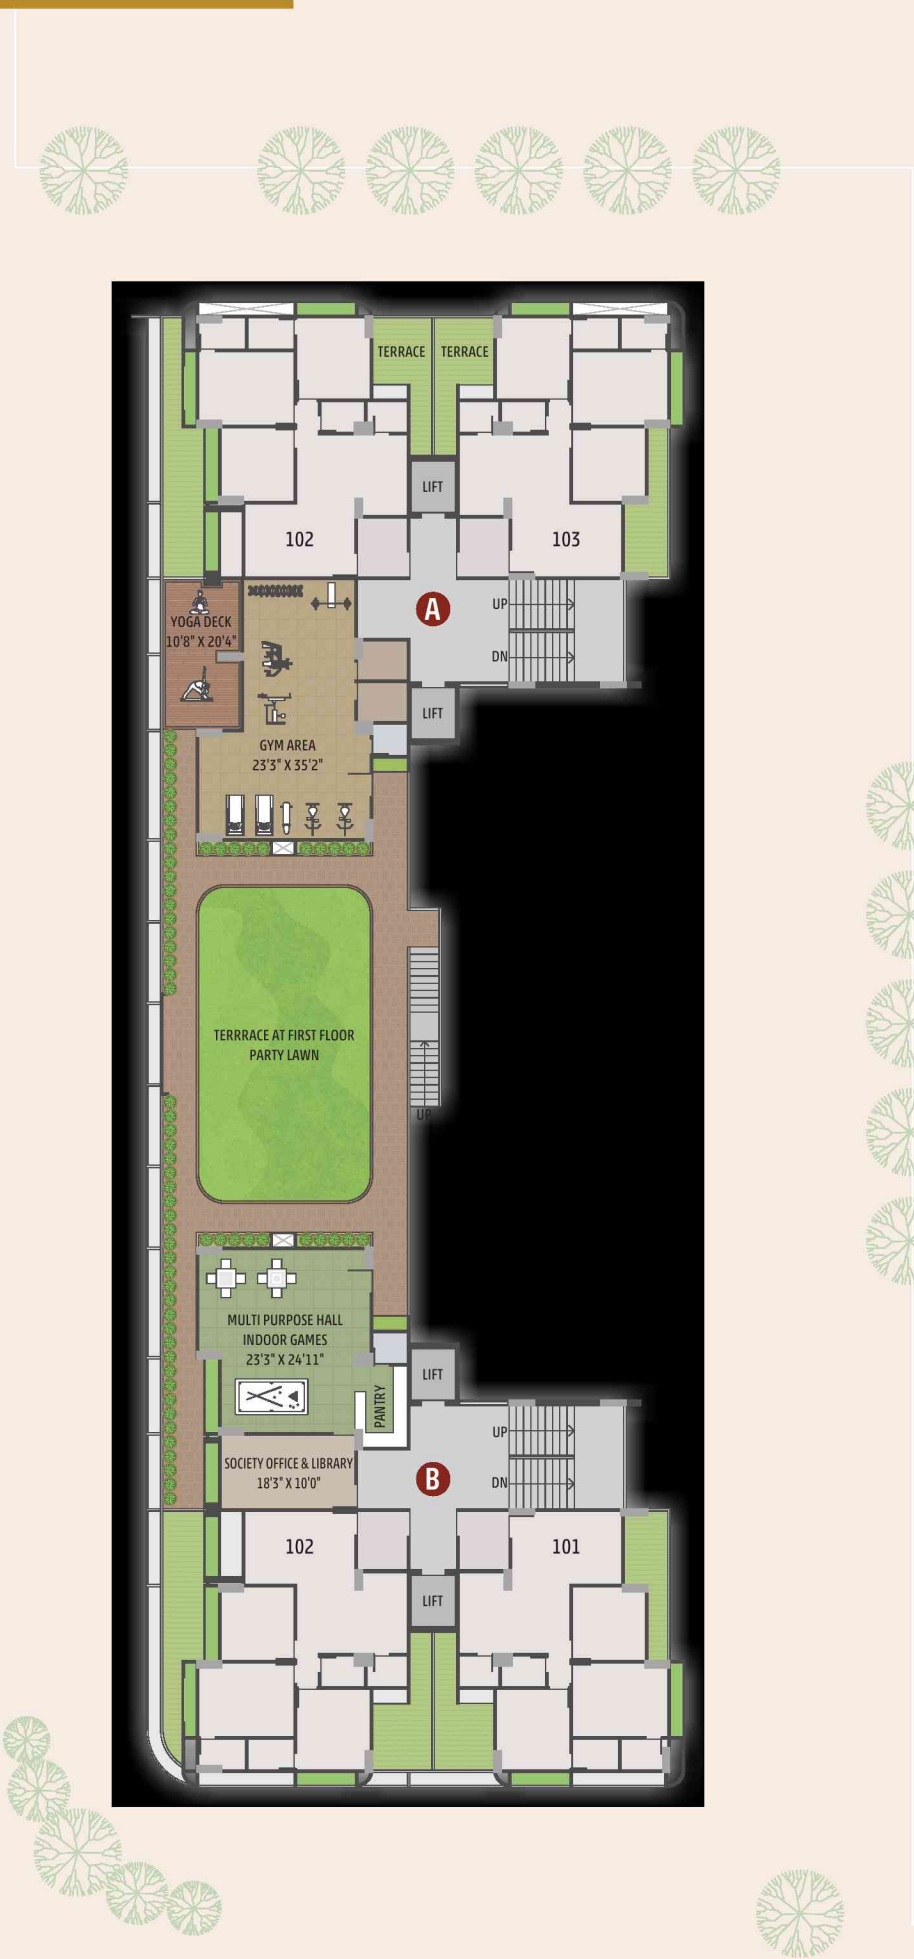 TERRACE
TERRACE
LIFT
102
103
A
UP
DN
YOGA DECK
10'8" X 20'4"
LIFT
GYM AREA
23'3" X 35'2"
TERRRACE AT FIRST FLOOR
PARTY LAWN
UP
MULTI PURPOSE HALL
INDOOR GAMES
23'3" X 24'11"
LIFT
PANTRY
UP
SOCIETY OFFICE & LIBRARY
18'3" X 10'0"
B
DN
102
101
LIFT